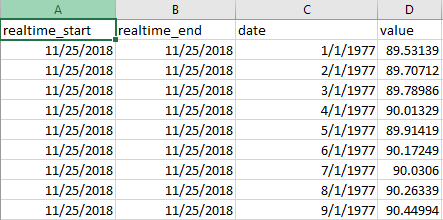 A B C D
realtime_start realtime_end date value
11/25/2018 11/25/2018 1/1/1977 89.53139
11/25/2018 11/25/2018 2/1/1977 89.70712
11/25/2018 11/25/2018 3/1/1977 89.78986
11/25/2018 11/25/2018 4/1/1977 90.01329
11/25/2018 11/25/2018 5/1/1977 89.91419
11/25/2018 11/25/2018 6/1/1977 90.17249
11/25/2018 11/25/2018 7/1/1977 90.0306
11/25/2018 11/25/2018 8/1/1977 90.26339
11/25/2018 11/25/2018 9/1/1977 90.44994